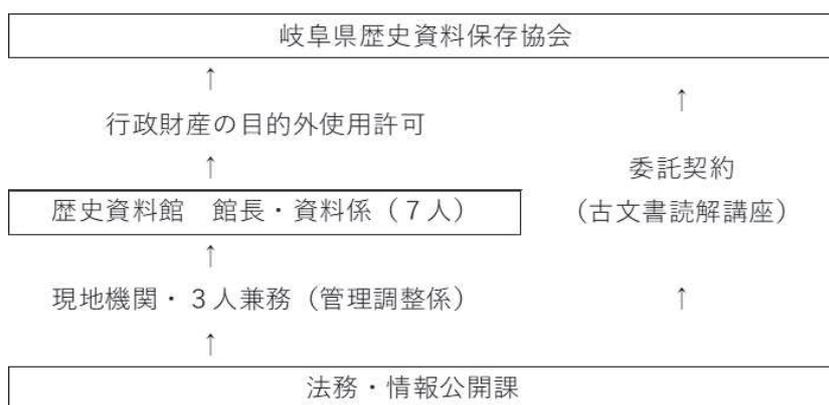 岐阜県歴史資料保存協会
↑
↑
行政財産の目的外使用許可
↑
委託契約
歴史資料館　館長・資料係（７人）
（古文書読解講座）
↑
現地機関・３人兼務（管理調整係）
↑
↑
法務・情報公開課